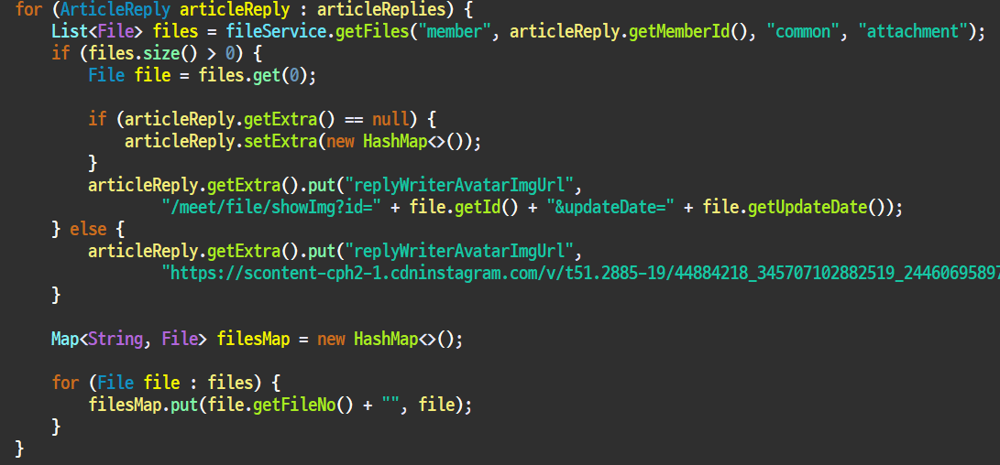 for (ArticleReply articleReply : articleReplies) {
    List<File> files = fileService.getFiles("member", articleReply.getMemberId(), "common", "attachment");
    if (files.size() > 0) {
        File file = files.get(0);

        if (articleReply.getExtra() == null) {
            articleReply.setExtra(new HashMap<>());
        }
        articleReply.getExtra().put("replyWriterAvatarImgUrl",
                "/meet/file/showImg?id=" + file.getId() + "&updateDate=" + file.getUpdateDate());
    } else {
        articleReply.getExtra().put("replyWriterAvatarImgUrl",
                "https://scontent-cph2-1.cdninstagram.com/v/t51.2885-19/44884218_345707102882519_24460695897
    }

    Map<String, File> filesMap = new HashMap<>();

    for (File file : files) {
        filesMap.put(file.getFileNo() + "", file);
    }
}